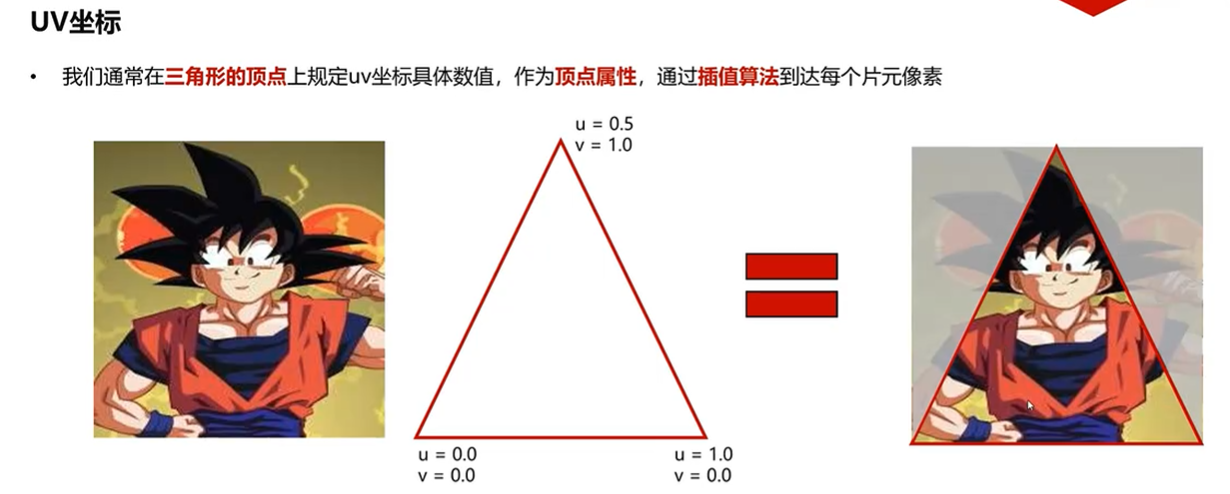 UV坐标
• 我们通常在三角形的顶点上规定uv坐标具体数值，作为顶点属性，通过插值算法到达每个片元像素
u = 0.5
v = 1.0
u = 0.0
v = 0.0
u = 1.0
v = 0.0